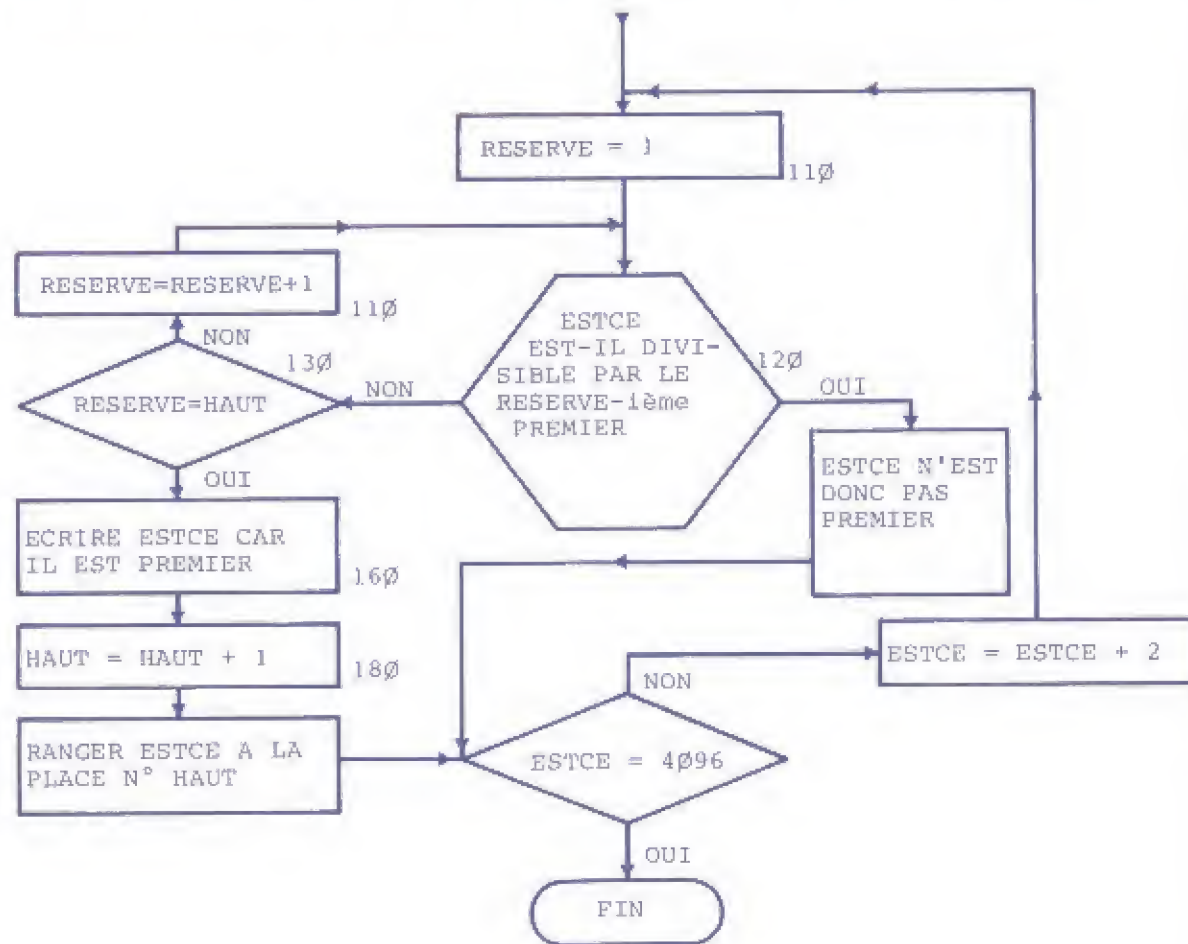 RESERVE = 1
11Ø
RESERVE=RESERVE+1
11Ø
NON
13Ø
RESERVE=HAUT
NON
ESTCE
EST-IL DIVI-
SIBLE PAR LE
RESERVE-ième
PREMIER
12Ø
OUI
ESTCE N'EST
DONC PAS
PREMIER
OUI
ECRIRE ESTCE CAR
IL EST PREMIER
16Ø
HAUT = HAUT + 1
18Ø
RANGER ESTCE A LA
PLACE N° HAUT
NON
ESTCE = ESTCE + 2
ESTCE = 4Ø96
OUI
FIN